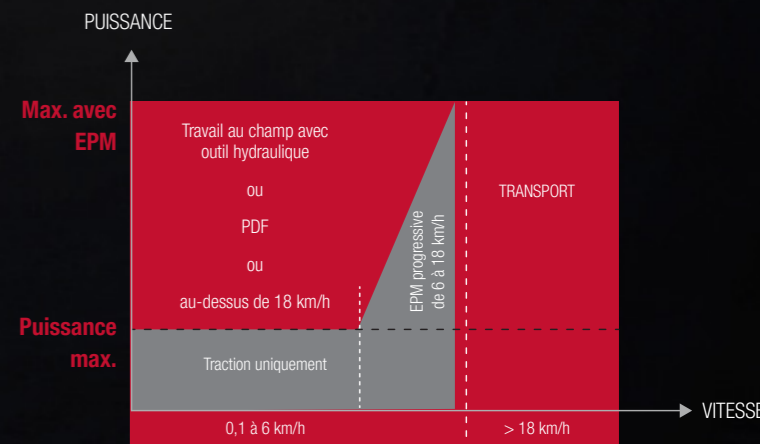 PUISSANCE
Max. avec
EPM
Travail au champ avec
outil hydraulique
ou
PDF
ou
au-dessus de 18 km/h
TRANSPORT
EPM progressive
de 6 à 18 km/h
Puissance
max.
Traction uniquement
VITESSE
0,1 à 6 km/h
> 18 km/h